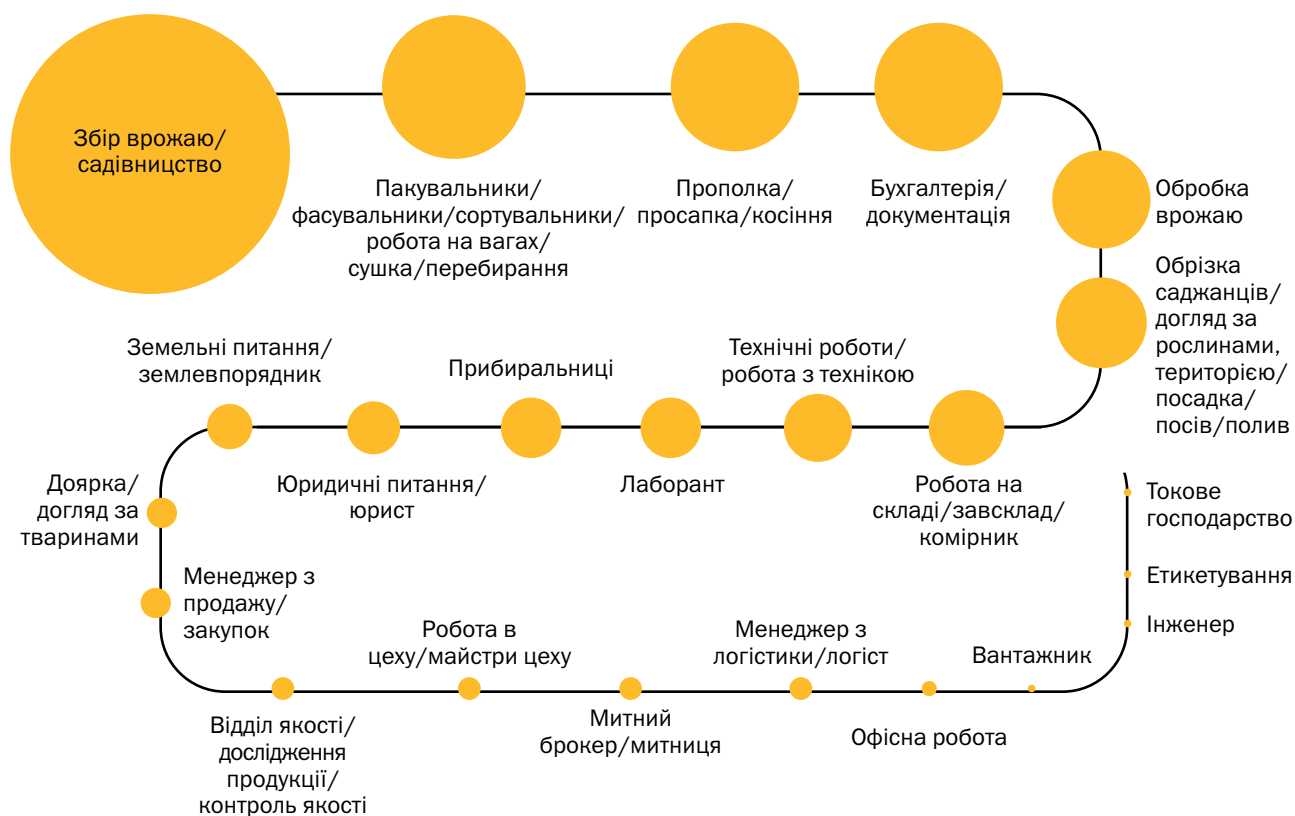 Збір врожаю/
садівництво
Пакувальники/
фасувальники/сортувальники/
робота на вагах/
сушка/перебирання
Прополка/
просапка/косіння
Бухгалтерія/
документація
Обробка
врожаю
Обрізка
саджанців/
догляд за
рослинами,
територією/
посадка/
посів/полив
Робота на
складі/завсклад/
комірник
Технічні роботи/
робота з технікою
Лаборант
Прибиральниці
Юридичні питання/
юрист
Земельні питання/
землевпорядник
Доярка/
догляд за
тваринами
Менеджер з
продажу/
закупок
Відділ якості/
дослідження
продукції/
контроль якості
Робота в
цеху/майстри цеху
Митний
брокер/митниця
Менеджер з
логістики/логіст
Офісна робота
Вантажник
Інженер
Етикетування
Токове
господарство